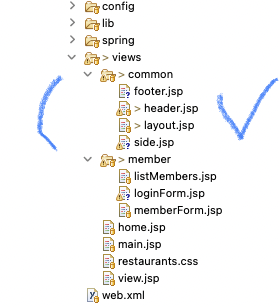 config
lib
spring
> views
> common
footer.jsp
> header.jsp
> layout.jsp
side.jsp
> member
listMembers.jsp
loginForm.jsp
memberForm.jsp
home.jsp
main.jsp
restaurants.css
view.jsp
web.xml